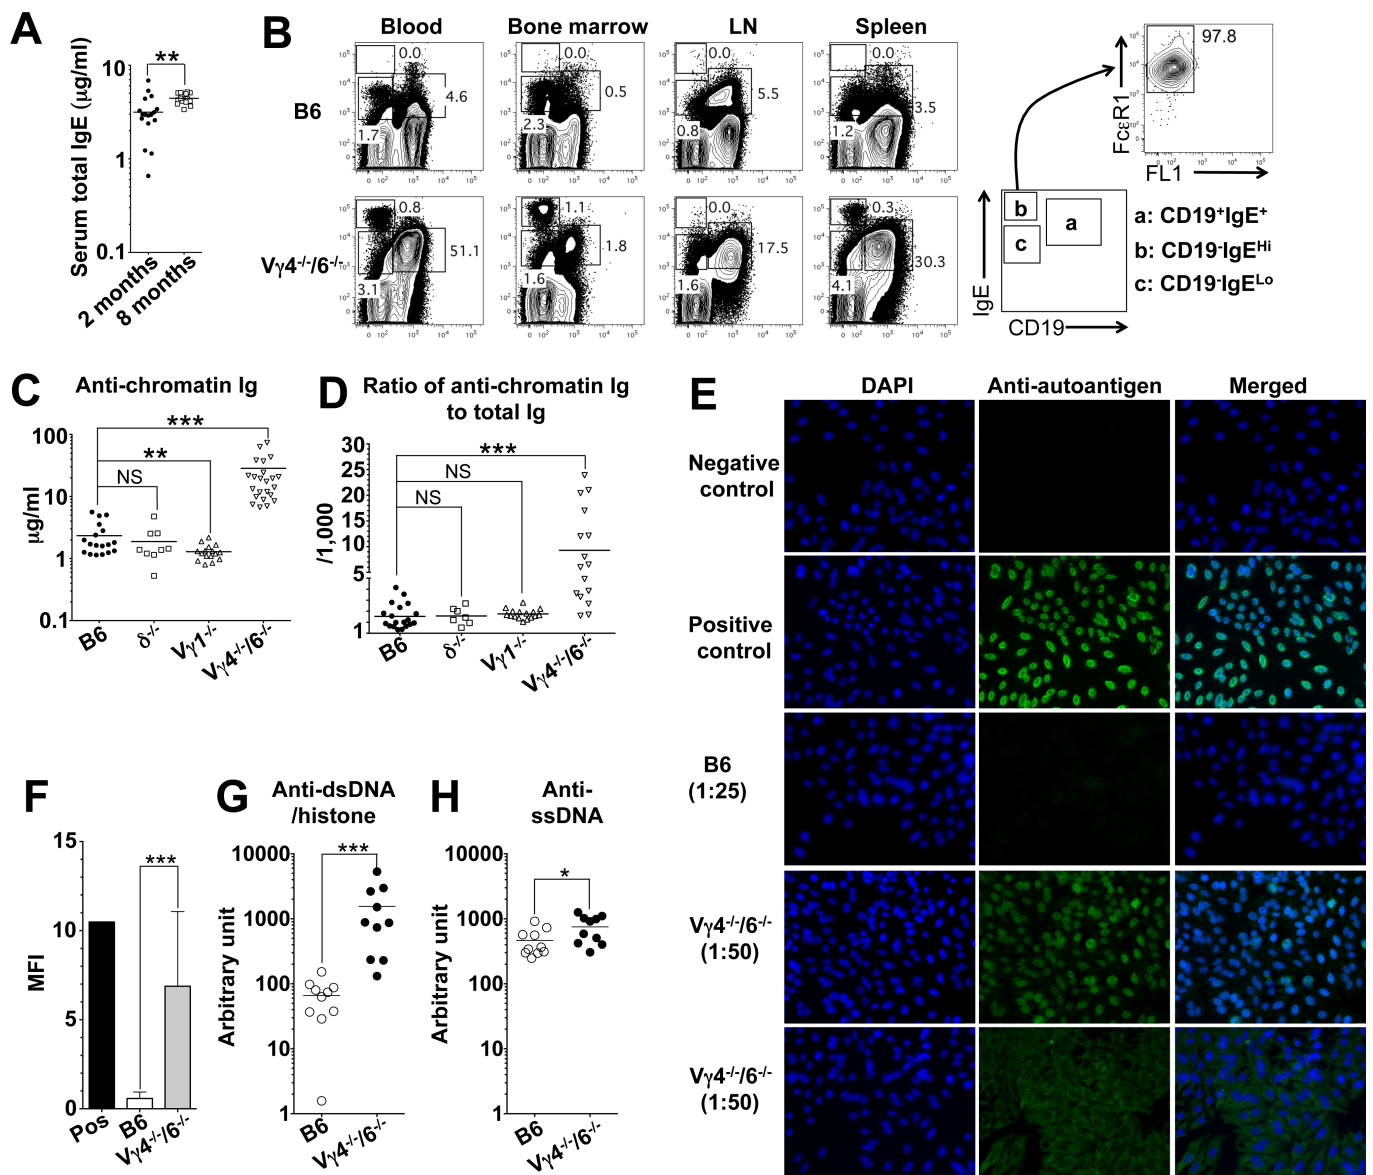 A
Serum total IgE (µg/ml)
**
10
1
0.1
2 months
8 months
B
Blood
Bone marrow
LN
Spleen
B6
0.0
4.6
1.7
0.0
0.5
2.3
0.0
5.5
0.8
0.0
3.5
1.2
Vγ4-/-/6-/-
0.8
51.1
3.1
1.1
1.8
1.6
0.0
17.5
1.6
0.3
30.3
4.1
97.8
FcεR1
FL1
IgE
CD19
b
a
c
a: CD19+IgE+
b: CD19-IgEHi
c: CD19-IgELo
C
Anti-chromatin Ig
***
**
NS
µg/ml
100
10
1
0.1
B6
δ-/-
Vγ1-/-
Vγ4-/-/6-/-
D
Ratio of anti-chromatin Ig
to total Ig
***
NS
NS
/1,000
30
25
20
15
10
5
1
B6
δ-/-
Vγ1-/-
Vγ4-/-/6-/-
E
DAPI
Anti-autoantigen
Merged
Negative
control
Positive
control
B6
(1:25)
Vγ4-/-/6-/-
(1:50)
Vγ4-/-/6-/-
(1:50)
F
MFI
15
10
5
0
***
Pos
B6
Vγ4-/-/6-/-
G
Anti-dsDNA
/histone
***
Arbitrary unit
10000
1000
100
10
1
B6
Vγ4-/-/6-/-
H
Anti-
ssDNA
*
Arbitrary unit
10000
1000
100
10
1
B6
Vγ4-/-/6-/-